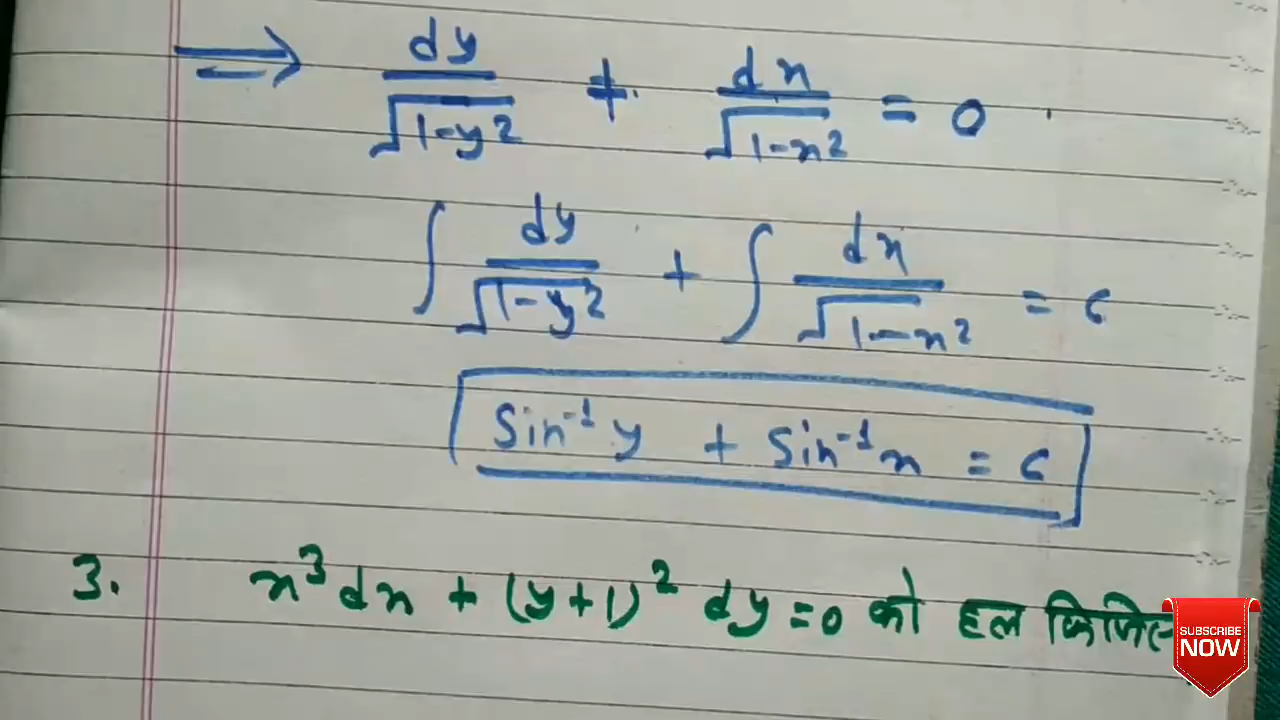 ⟹ dy/√(1-y²) + dx/√(1-x²) = 0
∫ dy/√(1-y²) + ∫ dx/√(1-x²) = c
Sin⁻¹y + Sin⁻¹x = c
3. x³dx + (y+1)² dy = 0 को हल
SUBSCRIBE
NOW